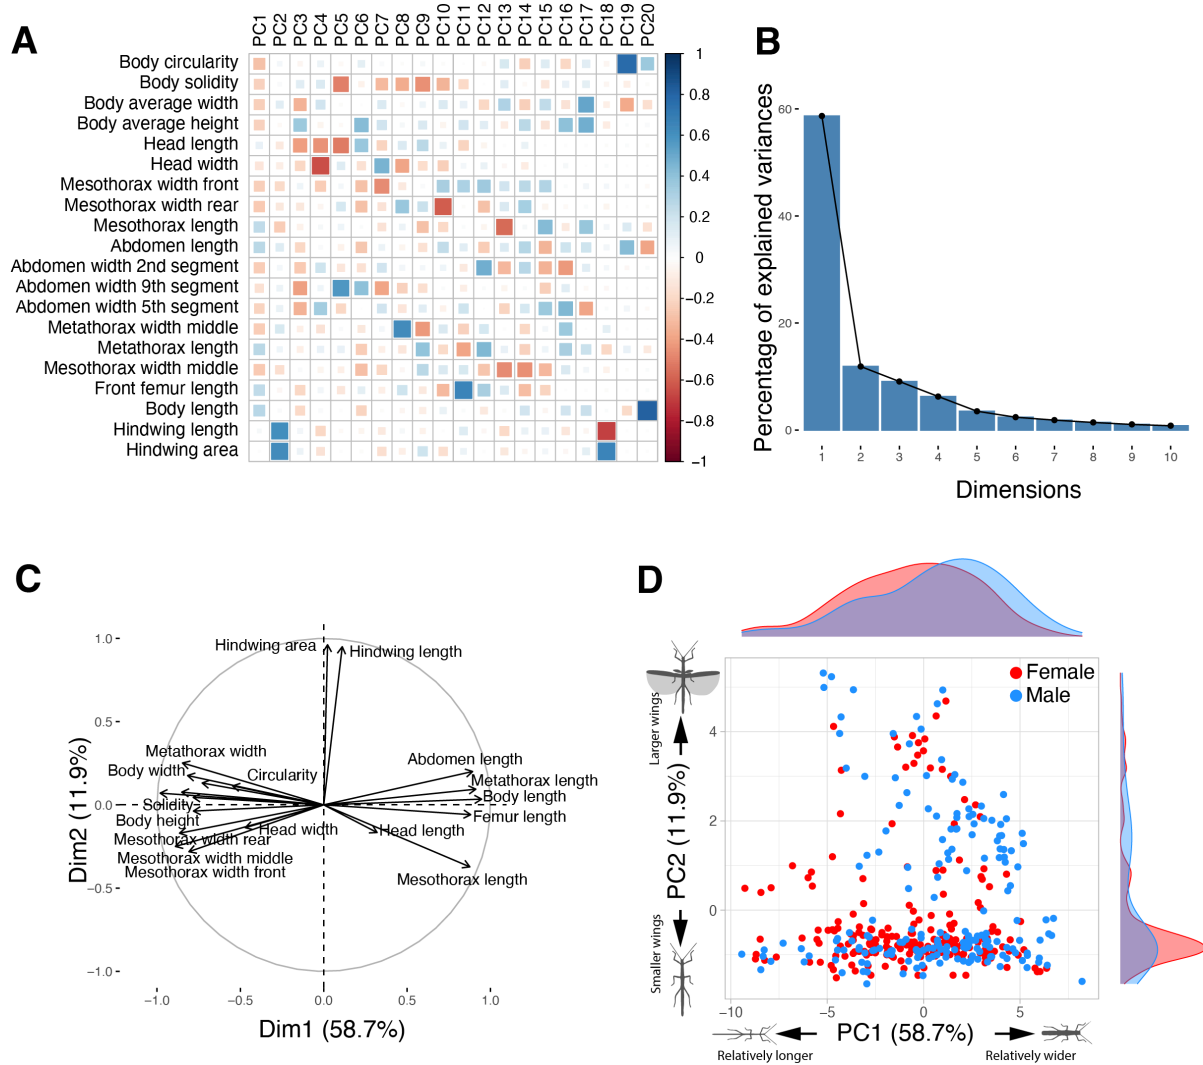 A
PC1 PC2 PC3 PC4 PC5 PC6 PC7 PC8 PC9 PC10 PC11 PC12 PC13 PC14 PC15 PC16 PC17 PC18 PC19 PC20
Body circularity
Body solidity
Body average width
Body average height
Head length
Head width
Mesothorax width front
Mesothorax width rear
Mesothorax length
Abdomen length
Abdomen width 2nd segment
Abdomen width 9th segment
Abdomen width 5th segment
Metathorax width middle
Metathorax length
Mesothorax width middle
Front femur length
Body length
Hindwing length
Hindwing area
1
0.8
0.6
0.4
0.2
0
−0.2
−0.4
−0.6
−0.8
−1
B
Percentage of explained variances
60
40
20
0
1 2 3 4 5 6 7 8 9 10
Dimensions
C
Dim2 (11.9%)
1.0
0.5
0.0
−0.5
−1.0
Hindwing area
Hindwing length
Metathorax width
Body width
Circularity
Abdomen length
Metathorax length
Body length
Solidity
Body height
Femur length
Head width
Head length
Mesothorax width rear
Mesothorax width middle
Mesothorax width front
Mesothorax length
−1.0 −0.5 0.0 0.5 1.0
Dim1 (58.7%)
D
Female
Male
Larger wings
PC2 (11.9%)
Smaller wings
4
2
0
−10 −5 0 5
PC1 (58.7%)
Relatively longer
Relatively wider